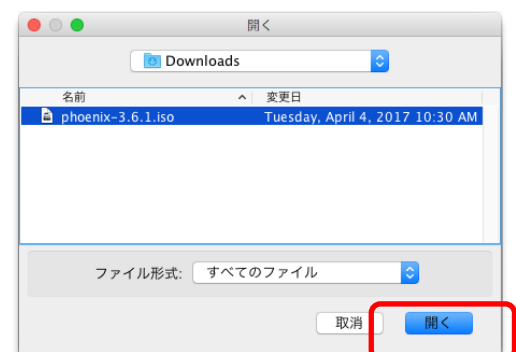 開く
Downloads
名前 変更日
phoenix-3.6.1.iso Tuesday, April 4, 2017 10:30 AM
ファイル形式: すべてのファイル
取消 開く